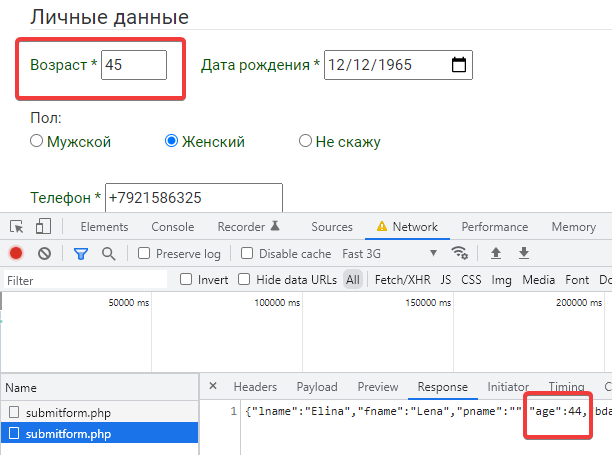 Личные данные
Возраст * 45 Дата рождения * 12/12/1965
Пол:
Мужской Женский Не скажу
Телефон * +7921586325
Elements Console Recorder Sources Network Performance Memory
Preserve log Disable cache Fast 3G
Filter Invert Hide data URLs All Fetch/XHR JS CSS Img Media Font Do
50000 ms 100000 ms 150000 ms 200000 ms
Name × Headers Payload Preview Response Initiator Timing C
submitform.php 1 {"lname":"Elina","fname":"Lena","pname":"" "age":44, bda
submitform.php